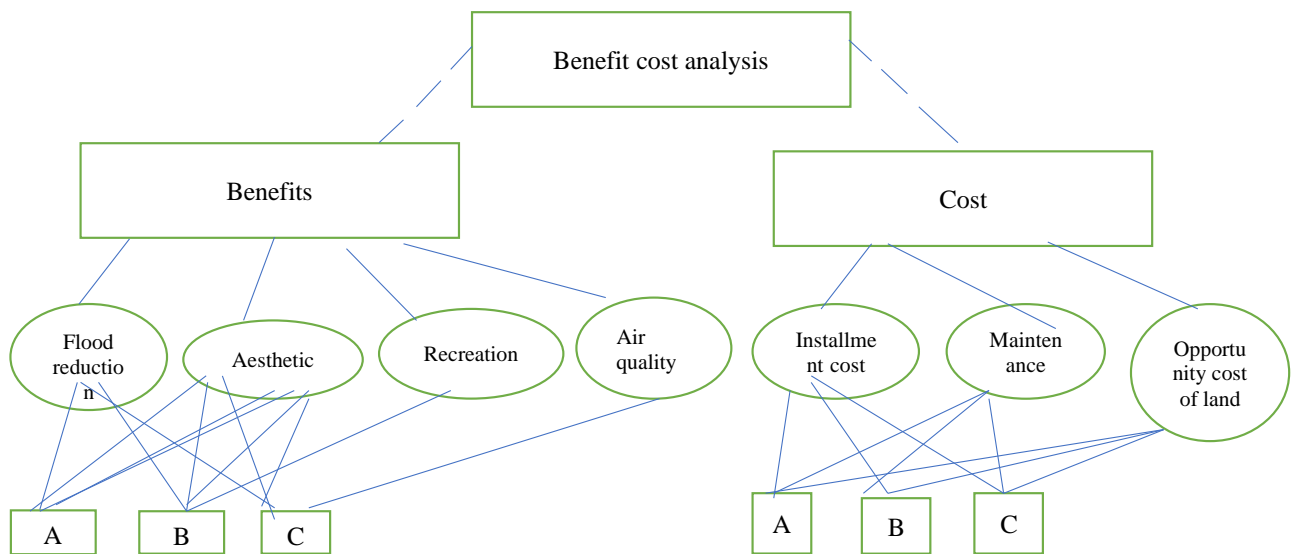 Benefit cost analysis
Benefits
Cost
Flood
reductio
n
Aesthetic
Recreation
Air
quality
Installme
nt cost
Mainten
ance
Opportu
nity cost
of land
A
B
C
A
B
C